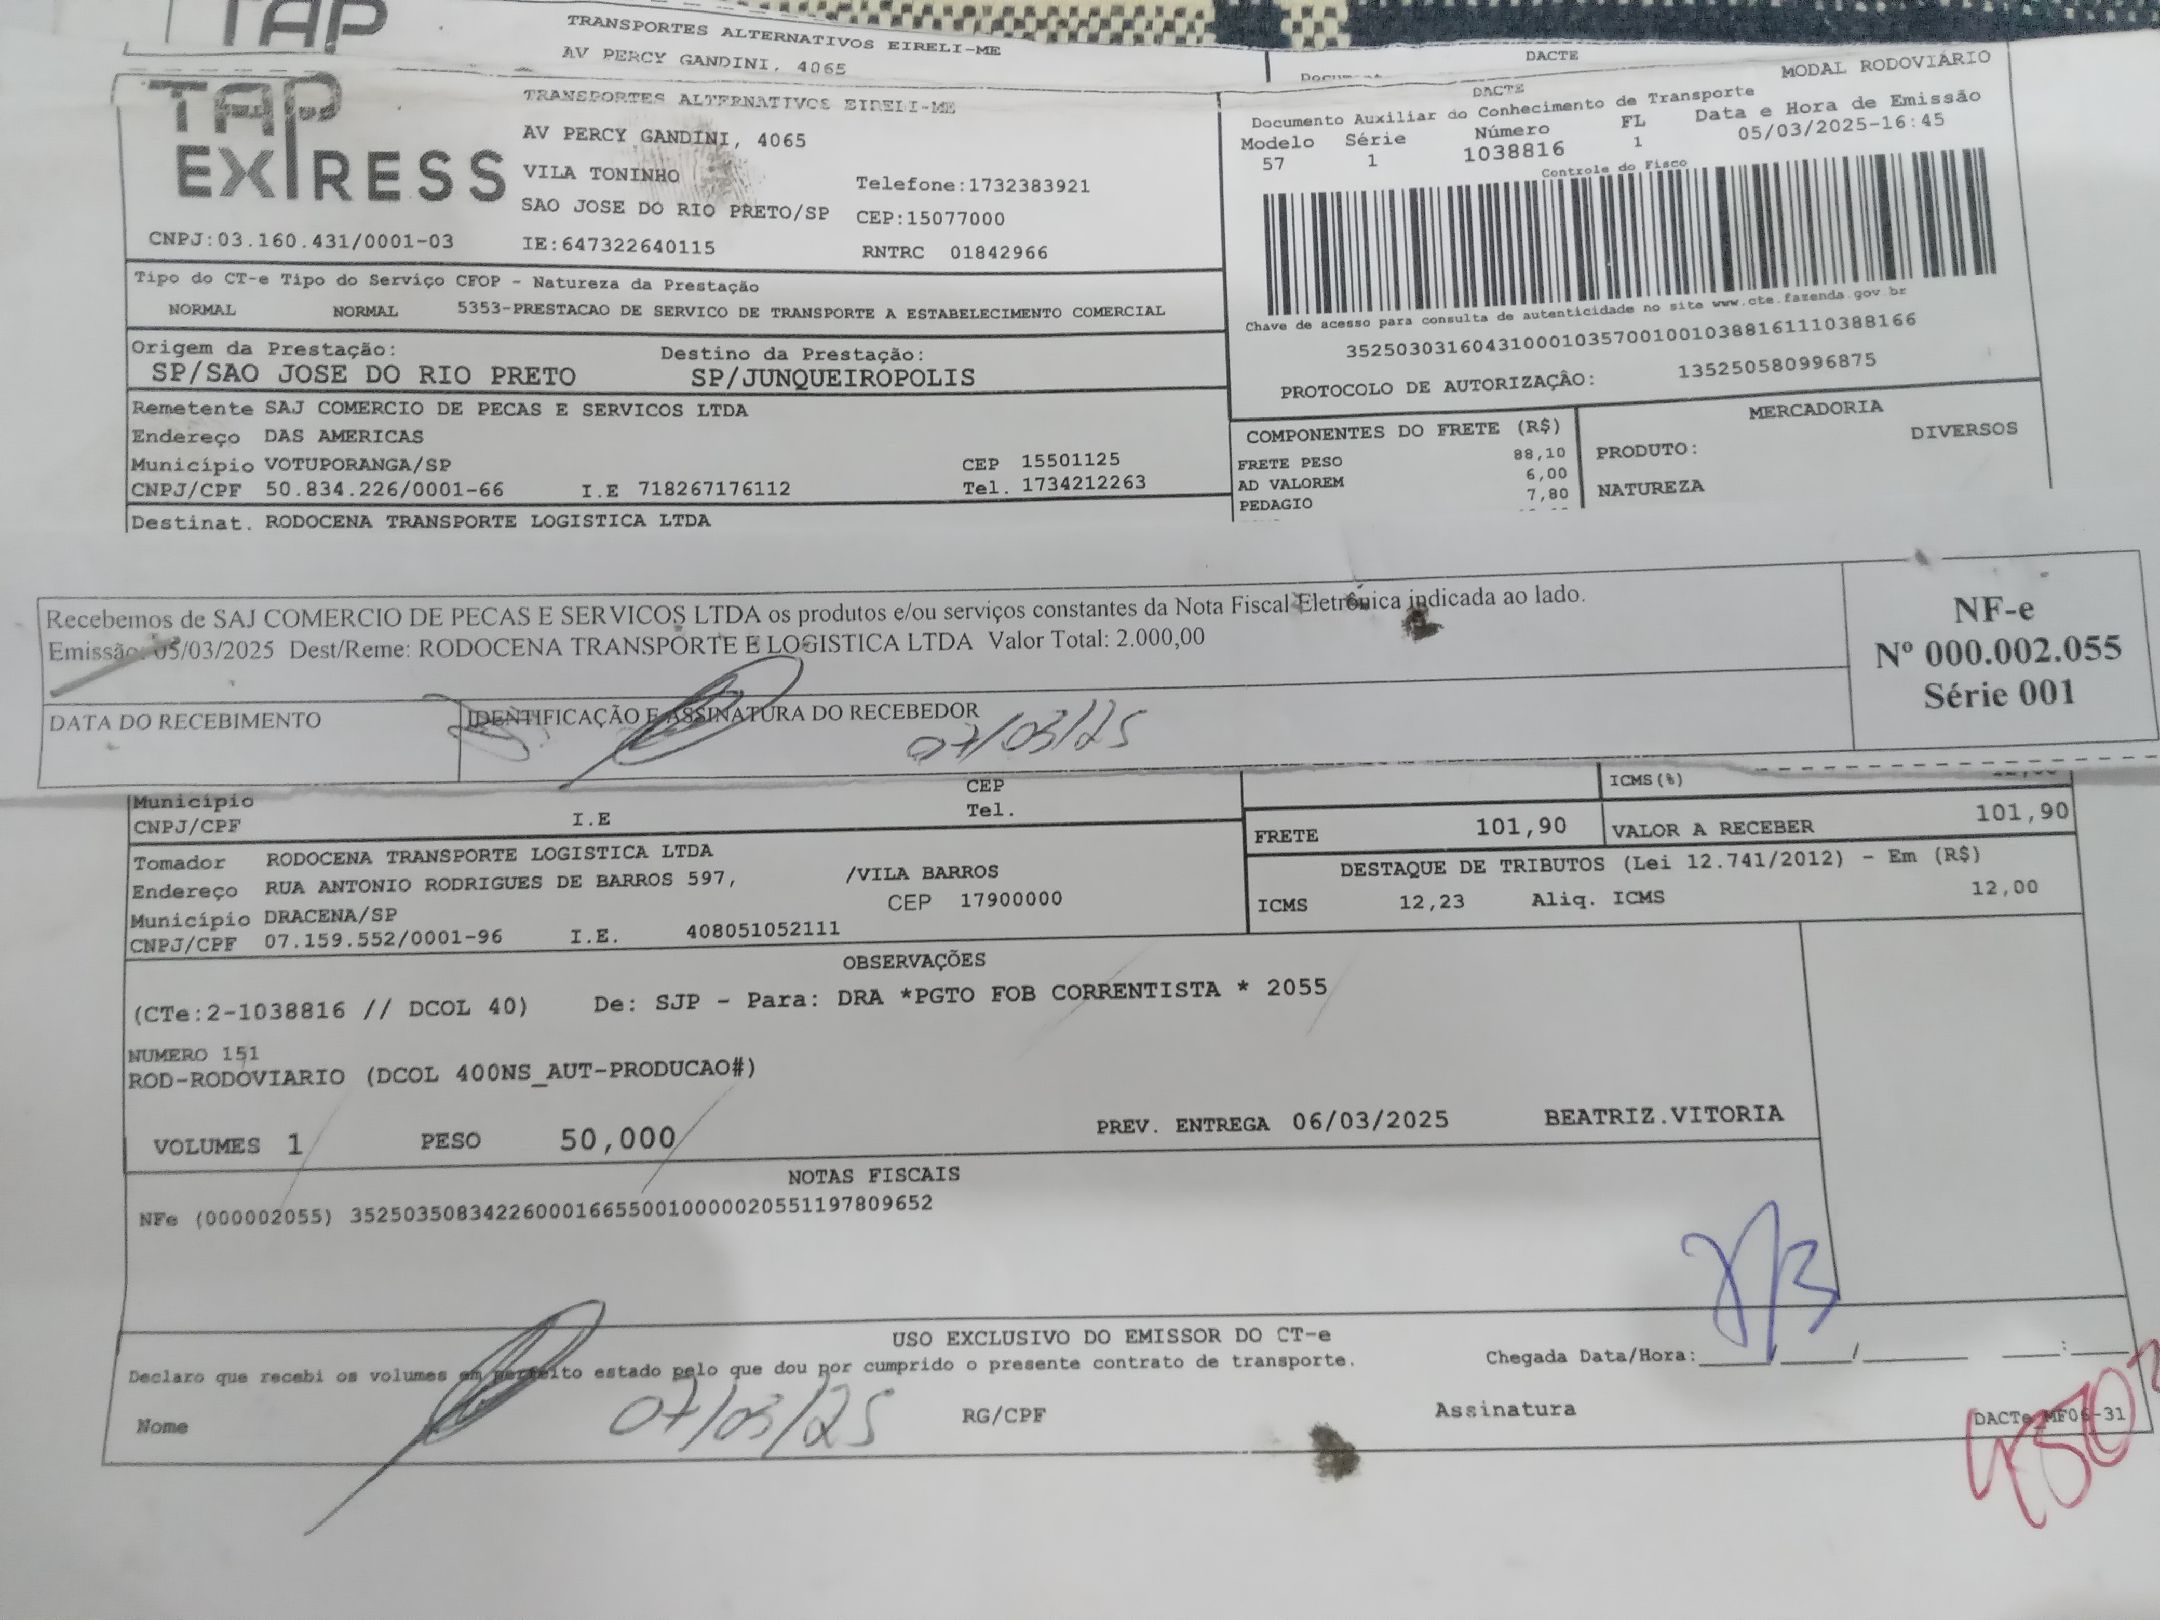 TAP
TRANSPORTES ALTERNATIVOS EIRELI-ME
AV PERCY GANDINI, 4065
DACTE
MODAL RODOVIÁRIO
TAP EXPRESS
TRANSPORTES ALTERNATIVOS EIRELI-ME
AV PERCY GANDINI, 4065
VILA TONINHO
Telefone:1732383921
SAO JOSE DO RIO PRETO/SP CEP:15077000
CNPJ:03.160.431/0001-03 IE:647322640115 RNTRC 01842966
DACTE
Documento Auxiliar do Conhecimento de Transporte
Modelo Série Número FL Data e Hora de Emissão
57 1 1038816 1 05/03/2025-16:45
Controle do Fisco
Chave de acesso para consulta de autenticidade no site www.cte.fazenda.gov.br
35250303160431000103570010010388161110388166
PROTOCOLO DE AUTORIZAÇÃO: 135250580996875
Tipo do CT-e Tipo do Serviço CFOP - Natureza da Prestação
NORMAL NORMAL 5353-PRESTACAO DE SERVICO DE TRANSPORTE A ESTABELECIMENTO COMERCIAL
Origem da Prestação: Destino da Prestação:
SP/SAO JOSE DO RIO PRETO SP/JUNQUEIROPOLIS
Remetente SAJ COMERCIO DE PECAS E SERVICOS LTDA
Endereço DAS AMERICAS
Município VOTUPORANGA/SP CEP 15501125
CNPJ/CPF 50.834.226/0001-66 I.E 718267176112 Tel. 1734212263
Destinat. RODOCENA TRANSPORTE LOGISTICA LTDA
COMPONENTES DO FRETE (R$)
FRETE PESO 88,10
AD VALOREM 6,00
PEDAGIO 7,80
MERCADORIA
PRODUTO: DIVERSOS
NATUREZA
Recebemos de SAJ COMERCIO DE PECAS E SERVICOS LTDA os produtos e/ou serviços constantes da Nota Fiscal Eletrônica indicada ao lado.
Emissão: 05/03/2025 Dest/Reme: RODOCENA TRANSPORTE E LOGISTICA LTDA Valor Total: 2.000,00
DATA DO RECEBIMENTO
IDENTIFICAÇÃO E ASSINATURA DO RECEBEDOR
07/03/25
NF-e
Nº 000.002.055
Série 001
Município CEP
CNPJ/CPF I.E Tel.
ICMS(%)
FRETE 101,90 VALOR A RECEBER 101,90
Tomador RODOCENA TRANSPORTE LOGISTICA LTDA
Endereço RUA ANTONIO RODRIGUES DE BARROS 597, /VILA BARROS
Município DRACENA/SP CEP 17900000
CNPJ/CPF 07.159.552/0001-96 I.E. 408051052111
DESTAQUE DE TRIBUTOS (Lei 12.741/2012) - Em (R$)
ICMS 12,23 Aliq. ICMS 12,00
OBSERVAÇÕES
(CTe:2-1038816 // DCOL 40) De: SJP - Para: DRA *PGTO FOB CORRENTISTA * 2055
NUMERO 151
ROD-RODOVIARIO (DCOL 400NS_AUT-PRODUCAO#)
VOLUMES 1 PESO 50,000 PREV. ENTREGA 06/03/2025 BEATRIZ.VITORIA
NOTAS FISCAIS
NFe (000002055) 35250350834226000166550010000020551197809652
USO EXCLUSIVO DO EMISSOR DO CT-e
Declaro que recebi os volumes em perfeito estado pelo que dou por cumprido o presente contrato de transporte.
Chegada Data/Hora:
Nome 07/03/25 RG/CPF Assinatura
DACTe MF06-31